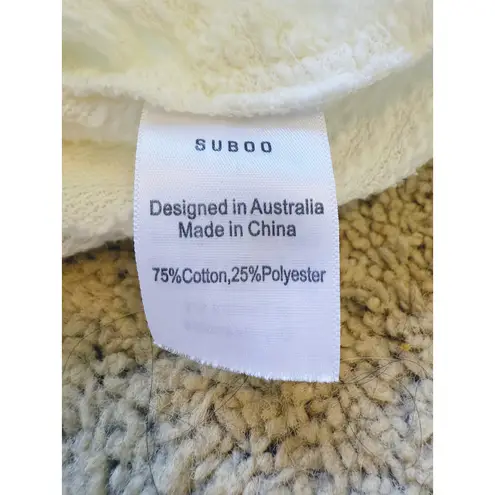 SUBOO
Designed in Australia
Made in China
75%Cotton,25%Polyester